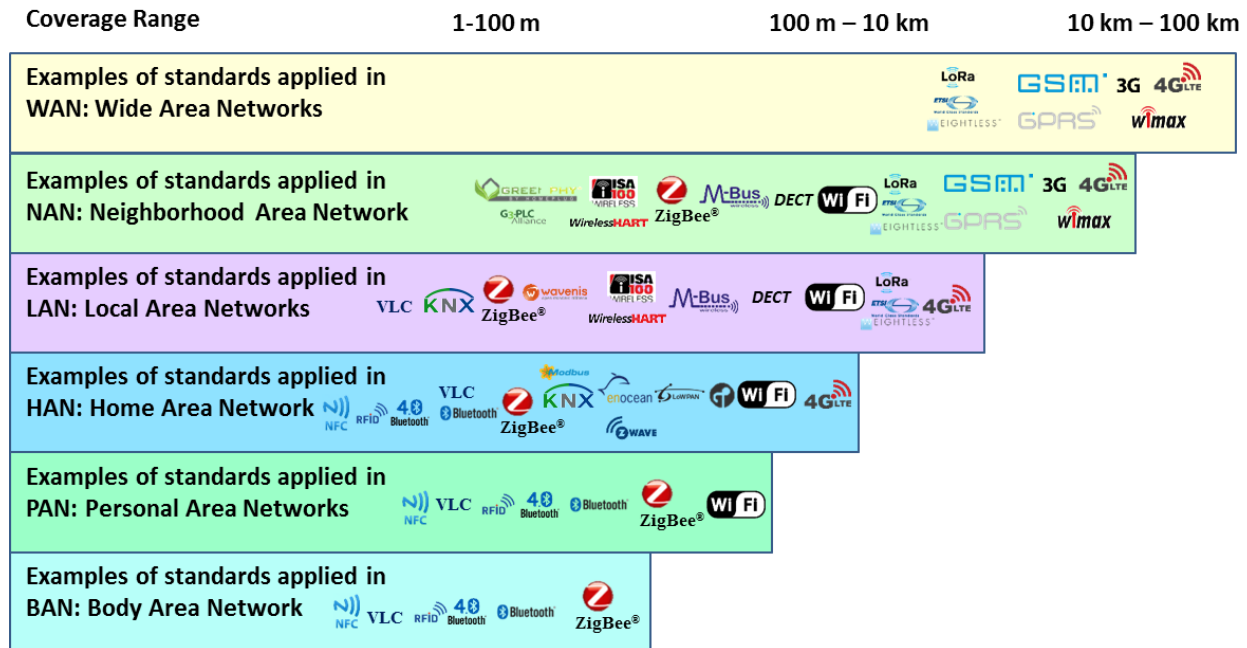 Coverage Range 1-100 m 100 m – 10 km 10 km – 100 km
Examples of standards applied in
WAN: Wide Area Networks
LoRa GSM 3G 4G LTE
ETSI
EIGHTLESS GPRS wimax
Examples of standards applied in
NAN: Neighborhood Area Network
GREEN PHY ISA 100 WIRELESS ZigBee® M-Bus DECT Wi Fi LoRa GSM 3G 4G LTE
G3-PLC Alliance WirelessHART ETSI EIGHTLESS GPRS wimax
Examples of standards applied in
LAN: Local Area Networks
VLC KNX ZigBee® wavenis ISA 100 WIRELESS M-Bus DECT Wi Fi LoRa 4G LTE
WirelessHART ETSI EIGHTLESS
Examples of standards applied in
HAN: Home Area Network
Modbus
NFC RFiD 4.0 Bluetooth VLC Bluetooth ZigBee® KNX enocean 6LoWPAN Wi Fi 4G LTE
Z WAVE
Examples of standards applied in
PAN: Personal Area Networks
NFC VLC RFiD 4.0 Bluetooth Bluetooth ZigBee® Wi Fi
Examples of standards applied in
BAN: Body Area Network
NFC VLC RFiD 4.0 Bluetooth Bluetooth ZigBee®